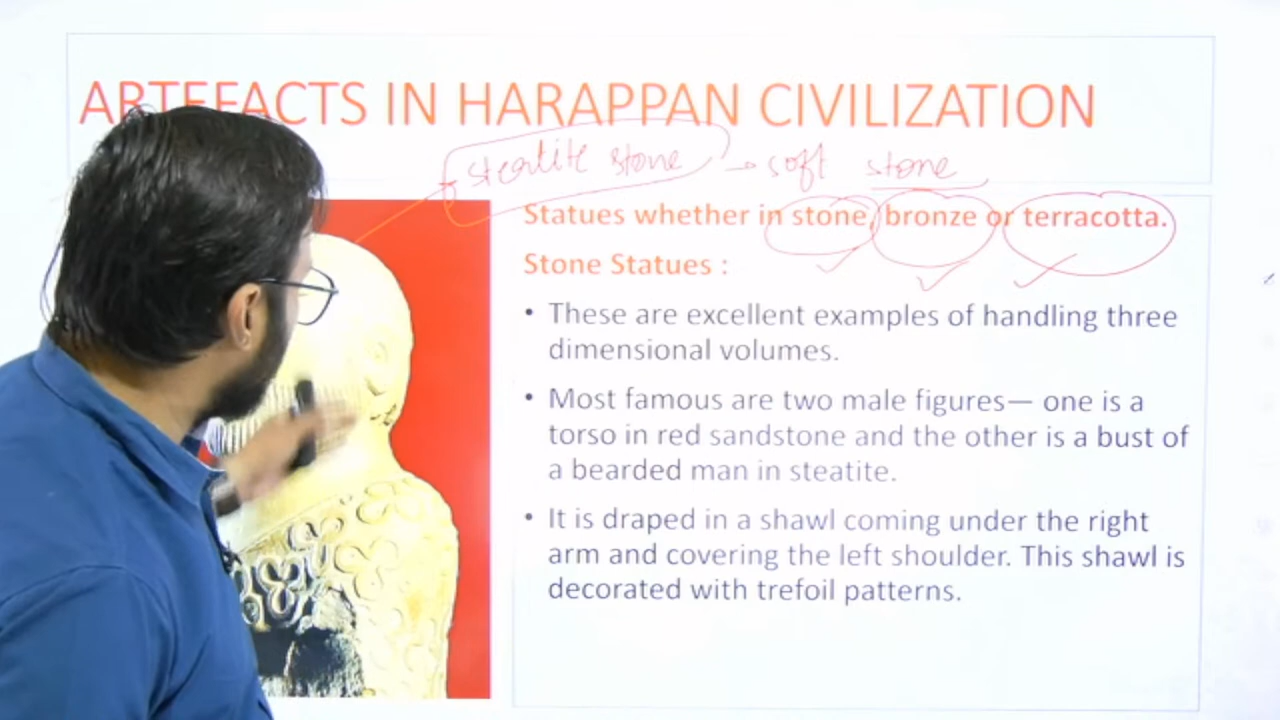 ARTEFACTS IN HARAPPAN CIVILIZATION
steatite stone → soft stone
Statues whether in stone, bronze or terracotta.
Stone Statues :
• These are excellent examples of handling three
dimensional volumes.
• Most famous are two male figures— one is a
torso in red sandstone and the other is a bust of
a bearded man in steatite.
• It is draped in a shawl coming under the right
arm and covering the left shoulder. This shawl is
decorated with trefoil patterns.